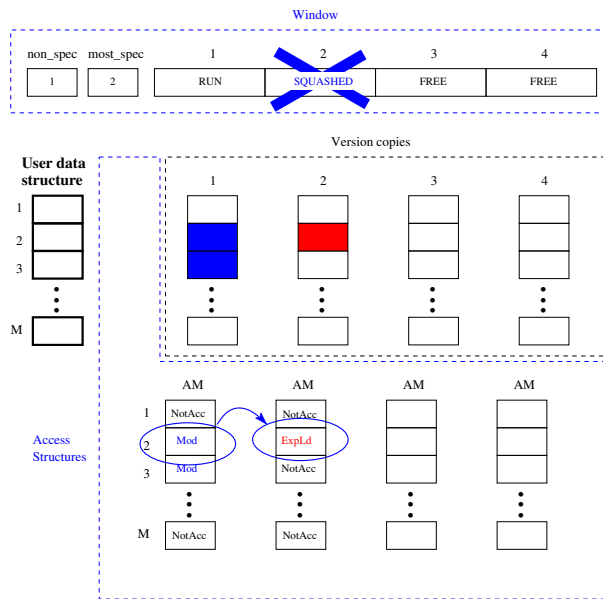 Window
non_spec most_spec 1 2 3 4
1 2 RUN SQUASHED FREE FREE
Version copies
User data
structure
1 2 3 4
1
2
3
M
AM AM AM AM
1 NotAcc NotAcc
2 Mod ExpLd
3 Mod NotAcc
Access
Structures
M NotAcc NotAcc